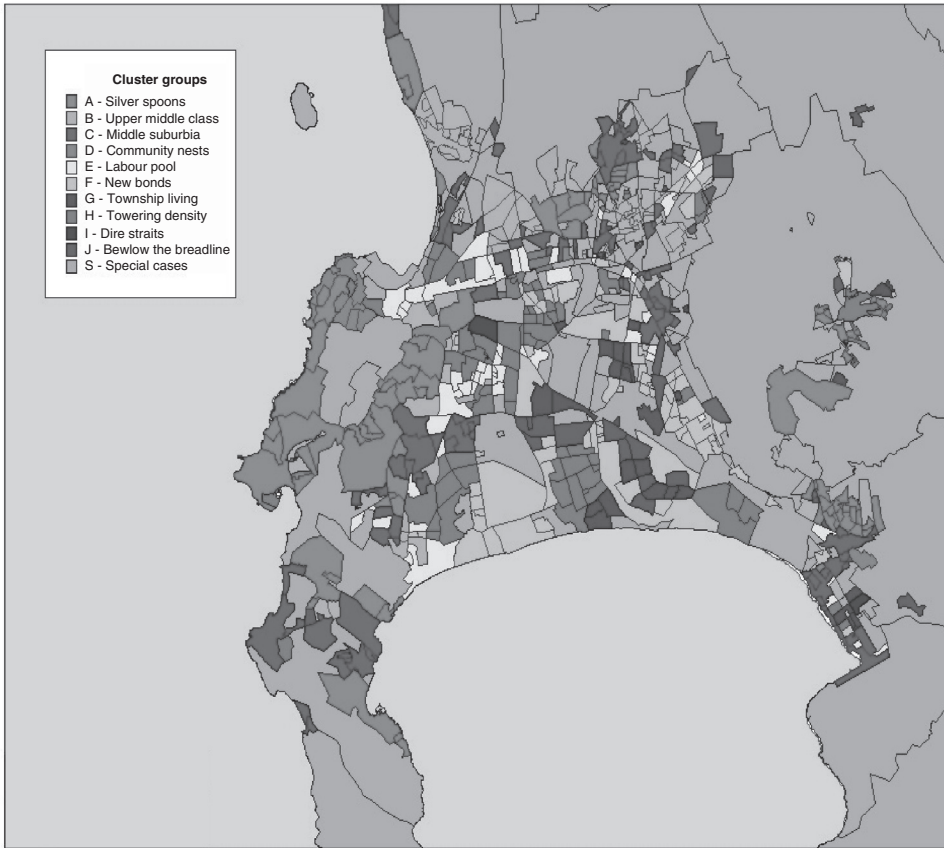 Cluster groups
A - Silver spoons
B - Upper middle class
C - Middle suburbia
D - Community nests
E - Labour pool
F - New bonds
G - Township living
H - Towering density
I - Dire straits
J - Bewlow the breadline
S - Special cases